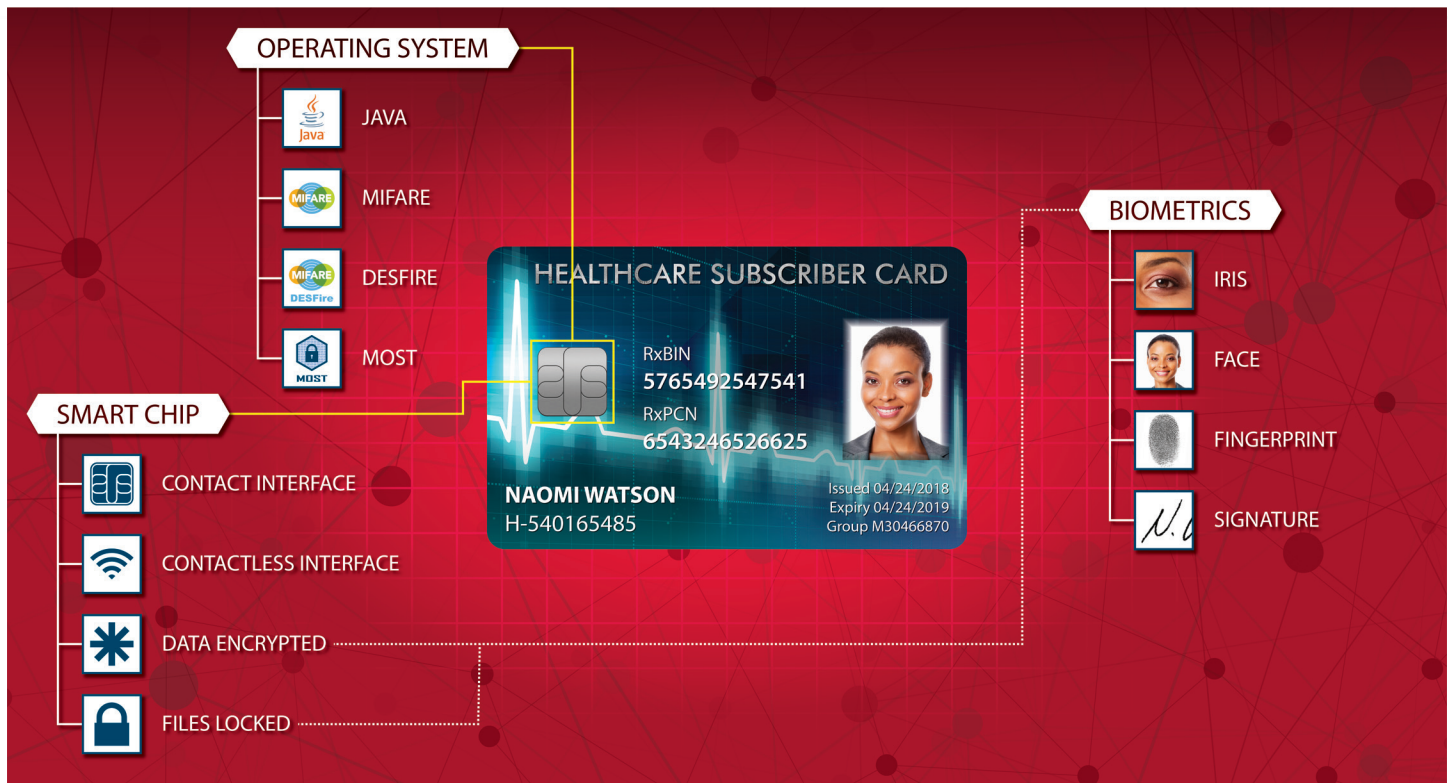 OPERATING SYSTEM
Java
JAVA
MIFARE
MIFARE
MIFARE
DESFire
DESFIRE
MOST
MOST
SMART CHIP
CONTACT INTERFACE
CONTACTLESS INTERFACE
DATA ENCRYPTED
FILES LOCKED
HEALTHCARE SUBSCRIBER CARD
RxBIN
5765492547541
RxPCN
6543246526625
NAOMI WATSON
H-540165485
Issued 04/24/2018
Expiry 04/24/2019
Group M30466870
BIOMETRICS
IRIS
FACE
FINGERPRINT
N.
SIGNATURE